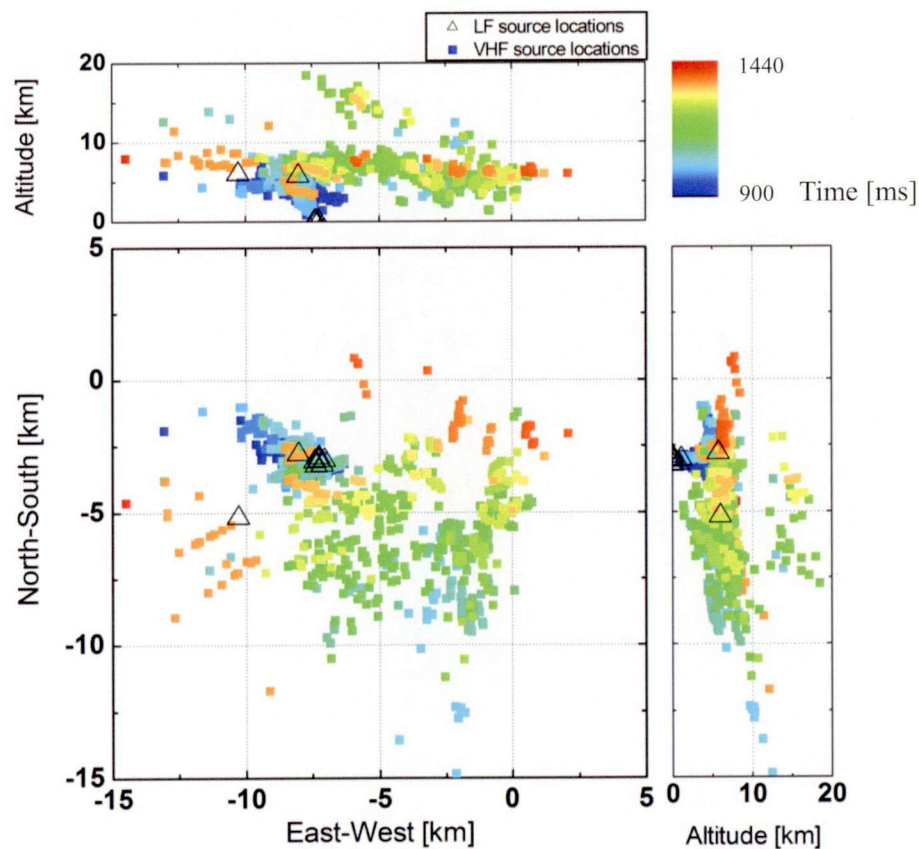 △ LF source locations
■ VHF source locations
Altitude [km]
20
10
0
1440
900 Time [ms]
North-South [km]
5
0
-5
-10
-15
-15 -10 -5 0 5
East-West [km]
0 10 20
Altitude [km]